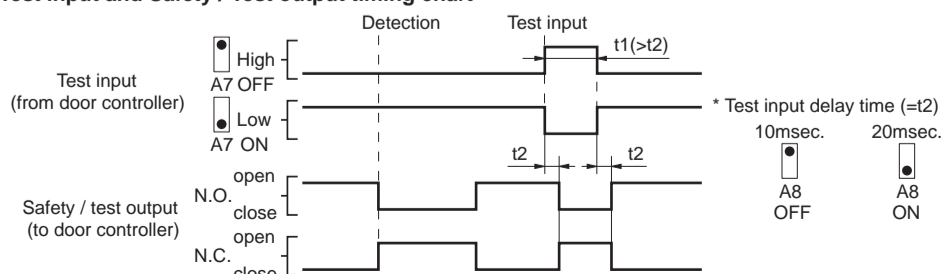 Test input and Safety / Test output timing chart
Detection
Test input
High
t1(>t2)
A7 OFF
Test input
(from door controller)
Low
A7 ON
* Test input delay time (=t2)
10msec.
20msec.
A8
OFF
A8
ON
t2
t2
Safety / test output
(to door controller)
N.O.
open
close
N.C.
open
close